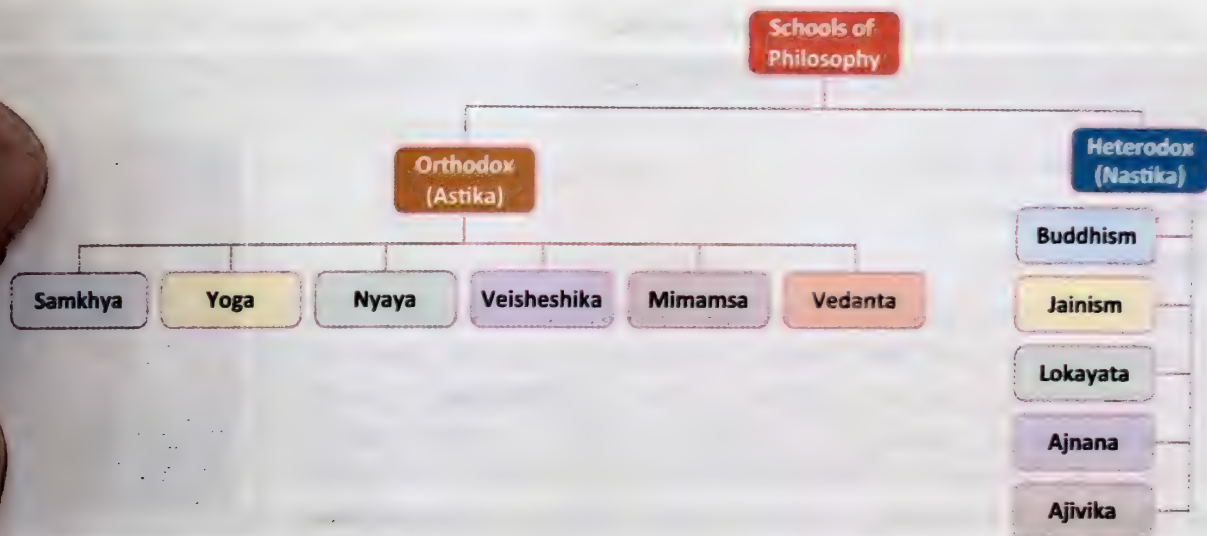 Schools of
Philosophy
Orthodox
(Astika)
Heterodox
(Nastika)
Samkhya
Yoga
Nyaya
Veisheshika
Mimamsa
Vedanta
Buddhism
Jainism
Lokayata
Ajnana
Ajivika